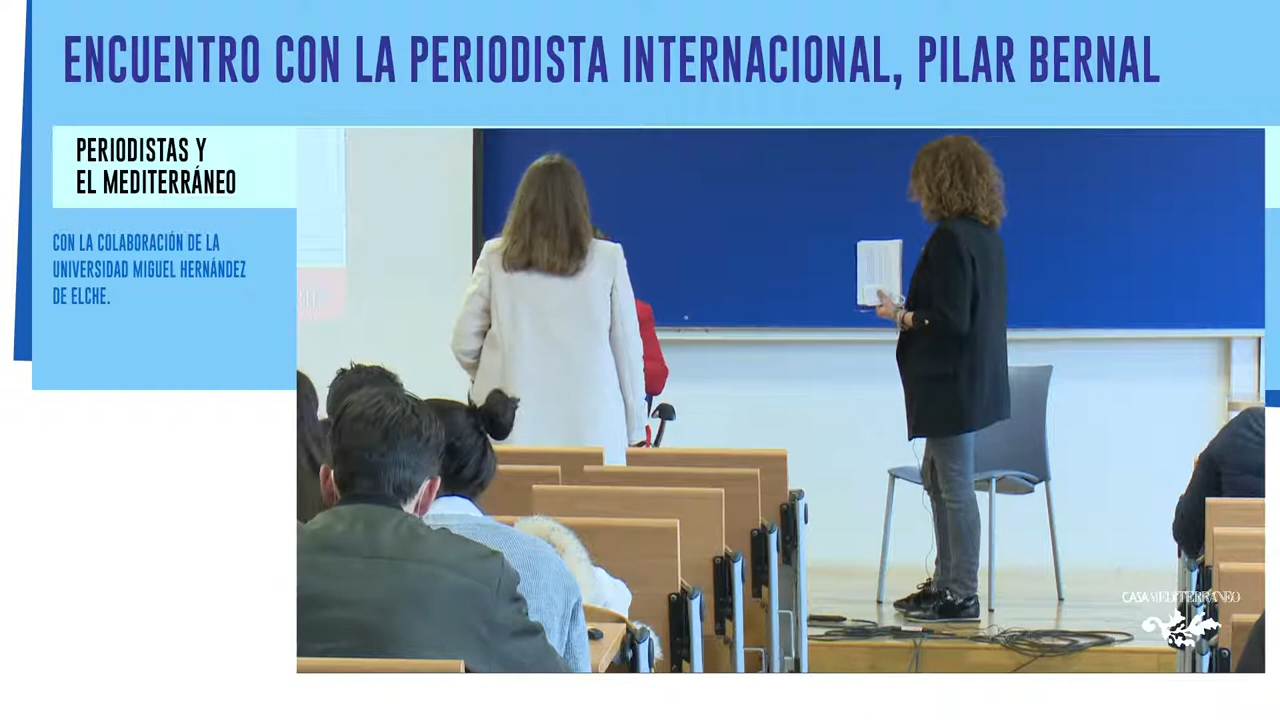 ENCUENTRO CON LA PERIODISTA INTERNACIONAL, PILAR BERNAL
PERIODISTAS Y
EL MEDITERRÁNEO
CON LA COLABORACIÓN DE LA
UNIVERSIDAD MIGUEL HERNÁNDEZ
DE ELCHE.
CASA MEDITERRÁNEO